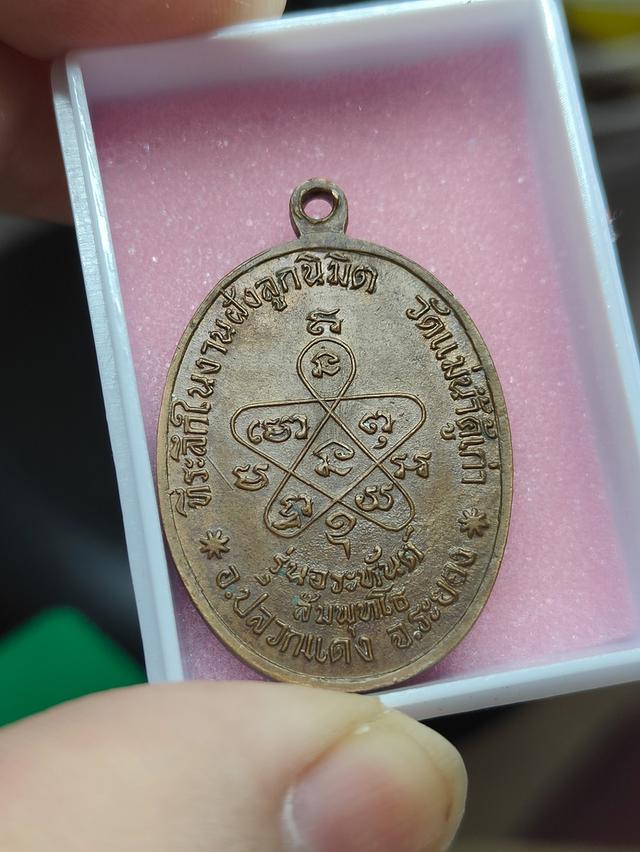 ที่ระลึกในงานฝังลูกนิมิต วัดแม่น้ำคู้เก่า
รุ่นอระหันต์
สัมพุทโธ
อ.ปลวกแดง จ.ระยอง